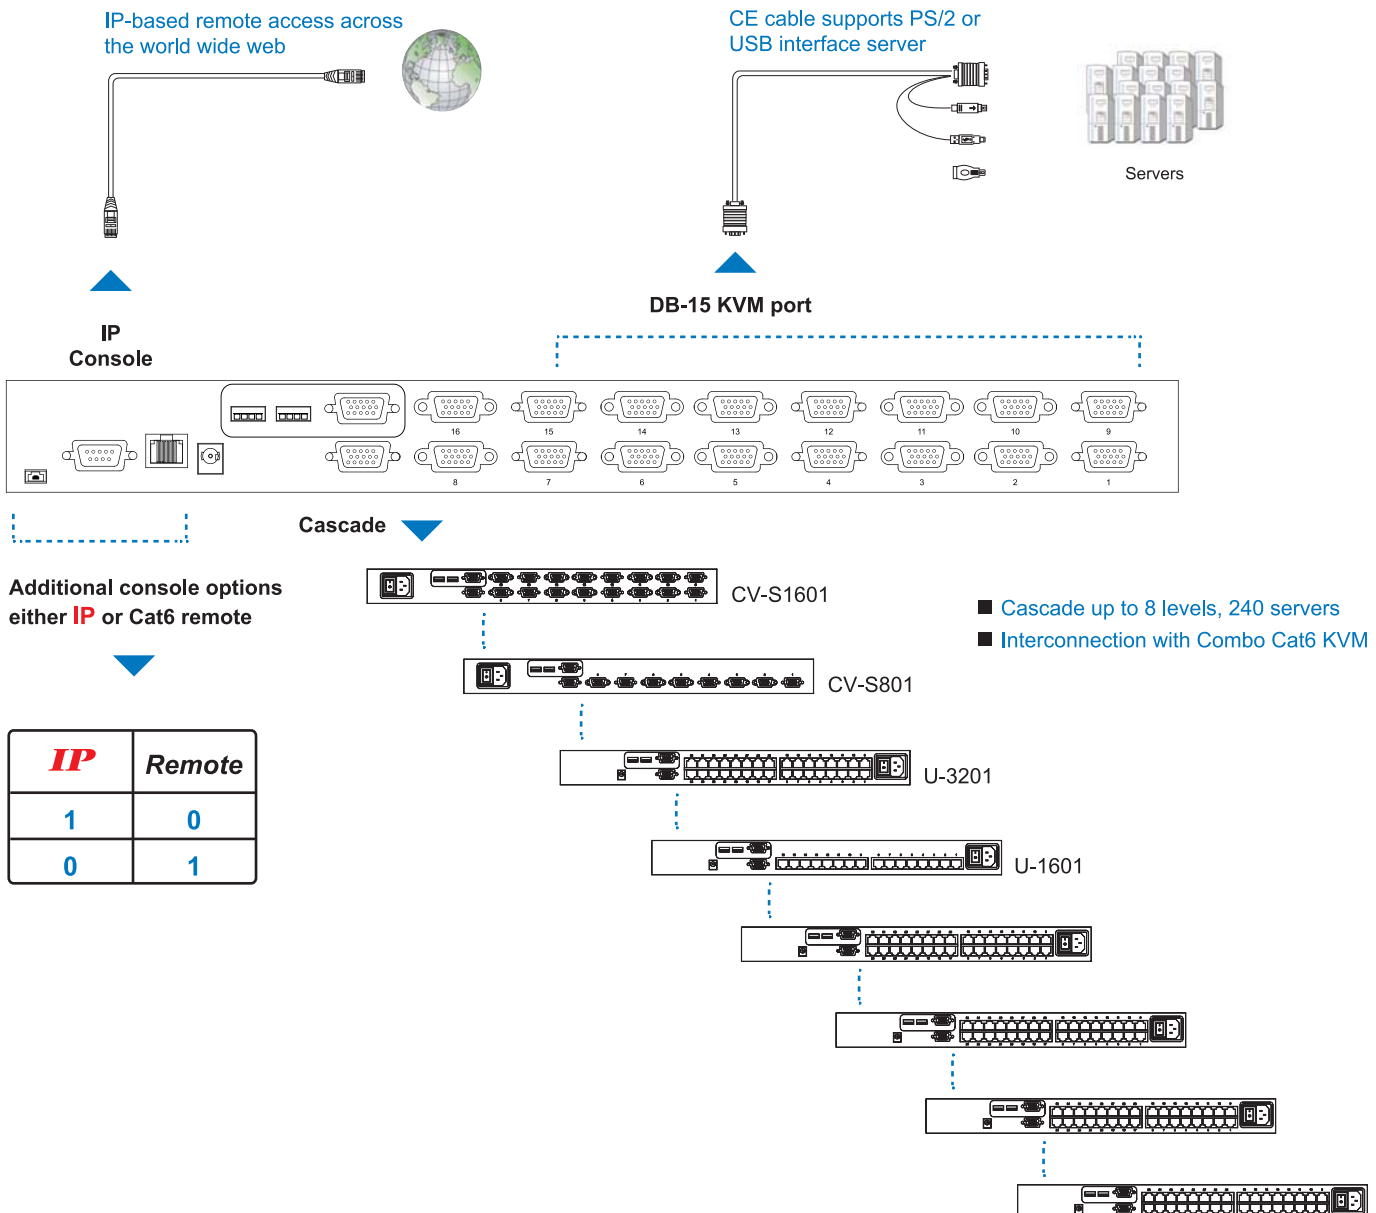 IP-based remote access across
the world wide web
CE cable supports PS/2 or
USB interface server
Servers
DB-15 KVM port
IP
Console
16 15 14 13 12 11 10 9
8 7 6 5 4 3 2 1
Cascade
Additional console options
either IP or Cat6 remote
CV-S1601
Cascade up to 8 levels, 240 servers
Interconnection with Combo Cat6 KVM
CV-S801
IP Remote
1 0
0 1
U-3201
U-1601